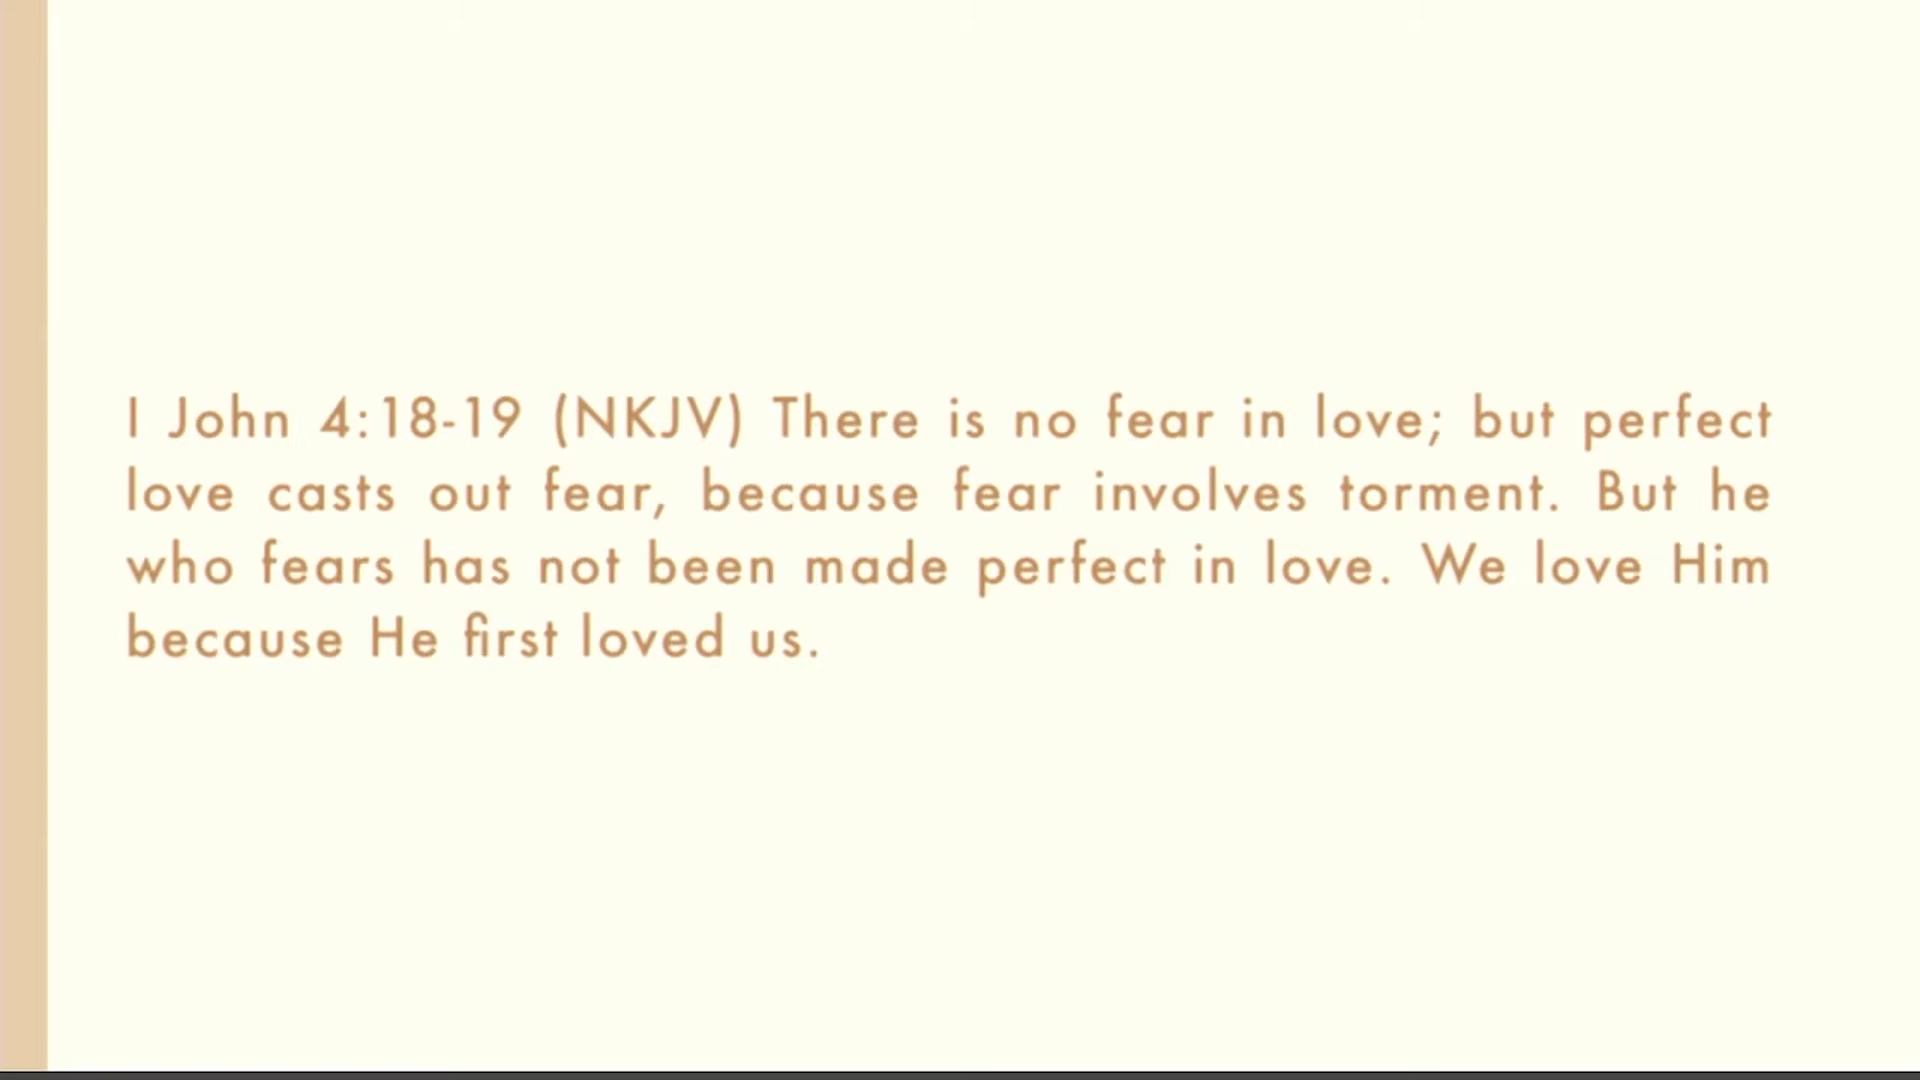 I John 4:18-19 (NKJV) There is no fear in love; but perfect
love casts out fear, because fear involves torment. But he
who fears has not been made perfect in love. We love Him
because He first loved us.